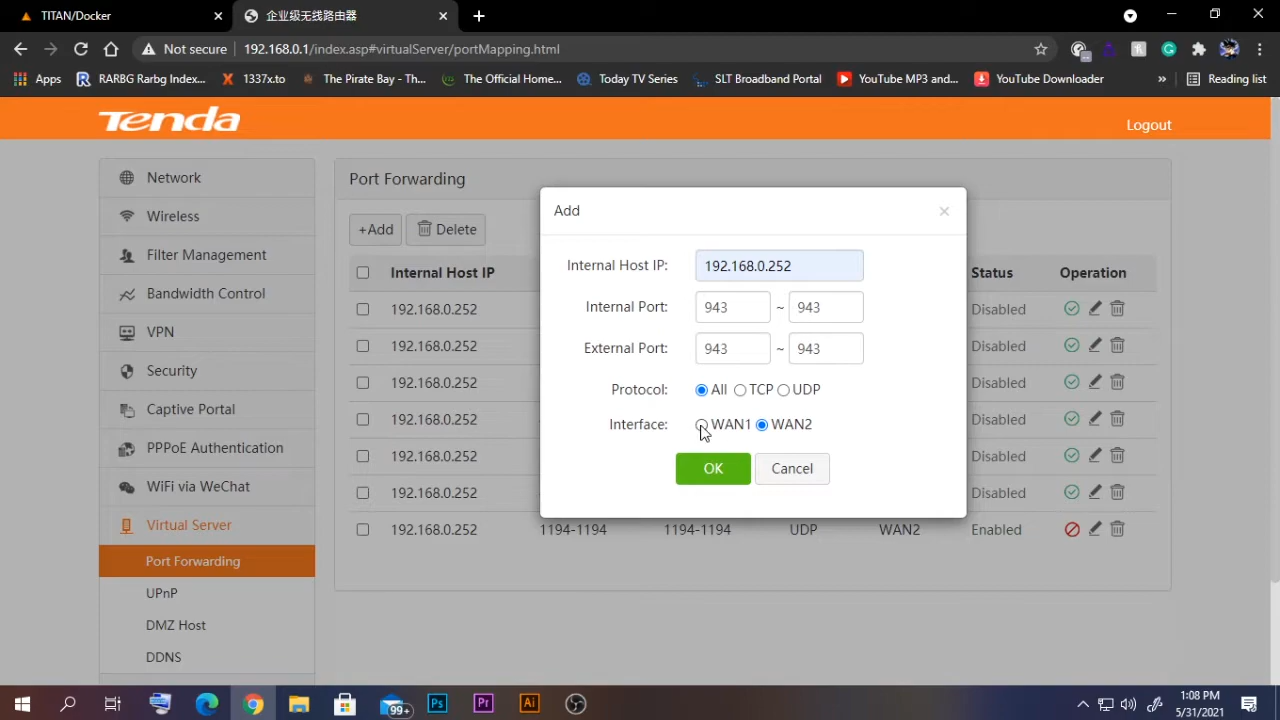 TITAN/Docker
企业级无线路由器
Not secure
192.168.0.1/index.asp#virtualServer/portMapping.html
Apps
RARBG Rarbg Index...
1337x.to
The Pirate Bay - Th...
The Official Home...
Today TV Series
SLT Broadband Portal
YouTube MP3 and...
YouTube Downloader
»
Reading list
Tenda
Logout
Network
Wireless
Filter Management
Bandwidth Control
VPN
Security
Captive Portal
PPPoE Authentication
WiFi via WeChat
Virtual Server
Port Forwarding
UPnP
DMZ Host
DDNS
Port Forwarding
+Add
Delete
Internal Host IP
Status
Operation
192.168.0.252
Disabled
192.168.0.252
Disabled
192.168.0.252
Disabled
192.168.0.252
Disabled
192.168.0.252
Disabled
192.168.0.252
Disabled
192.168.0.252 1194-1194 1194-1194 UDP WAN2 Enabled
Add
Internal Host IP: 192.168.0.252
Internal Port: 943 ~ 943
External Port: 943 ~ 943
Protocol: All TCP UDP
Interface: WAN1 WAN2
OK
Cancel
Ps
Pr
Ai
99+
1:08 PM
5/31/2021